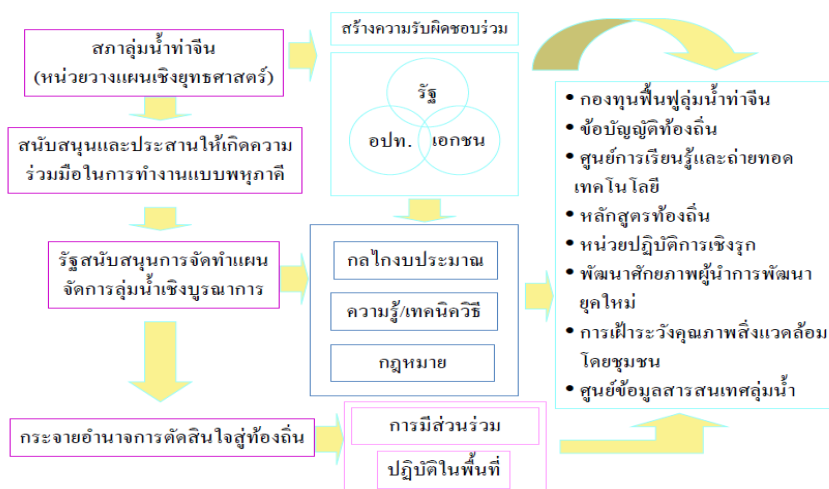 สภาลุ่มน้ำท่าจีน
(หน่วยวางแผนเชิงยุทธศาสตร์)
สนับสนุนและประสานให้เกิดความ
ร่วมมือในการทำงานแบบพหุภาคี
รัฐสนับสนุนการจัดทำแผน
จัดการลุ่มน้ำเชิงบูรณาการ
กระจายอำนาจการตัดสินใจสู่ท้องถิ่น
สร้างความรับผิดชอบร่วม
รัฐ
อปท. เอกชน
กลไกงบประมาณ
ความรู้/เทคนิควิธี
กฎหมาย
การมีส่วนร่วม
ปฏิบัติในพื้นที่
• กองทุนฟื้นฟูลุ่มน้ำท่าจีน
• ข้อบัญญัติท้องถิ่น
• ศูนย์การเรียนรู้และถ่ายทอด
เทคโนโลยี
• หลักสูตรท้องถิ่น
• หน่วยปฏิบัติการเชิงรุก
• พัฒนาศักยภาพผู้นำการพัฒนา
ยุคใหม่
• การเฝ้าระวังคุณภาพสิ่งแวดล้อม
โดยชุมชน
• ศูนย์ข้อมูลสารสนเทศลุ่มน้ำ